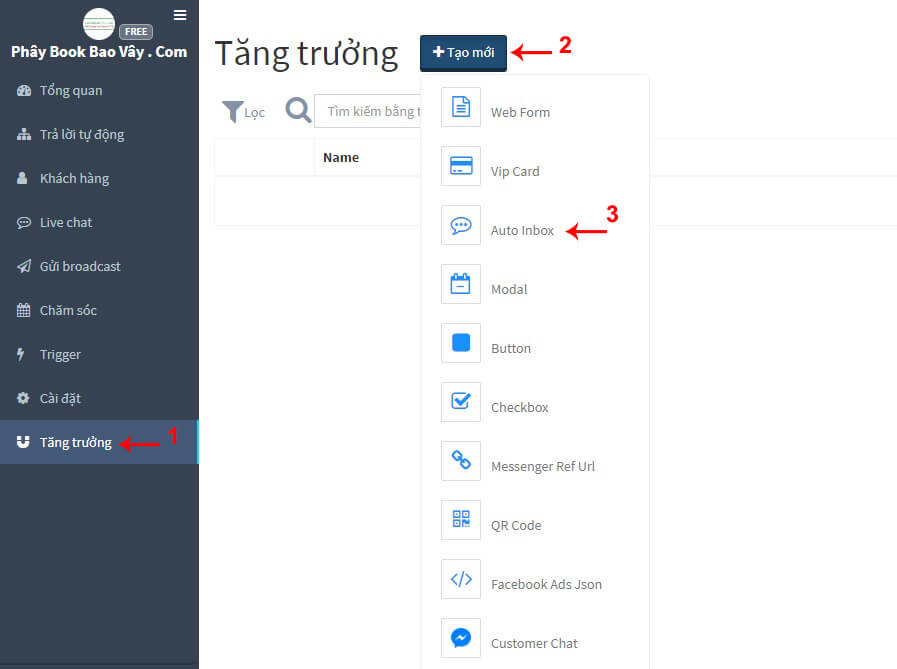 FREE
Phây Book Bao Vây . Com
Tổng quan
Trả lời tự động
Khách hàng
Live chat
Gửi broadcast
Chăm sóc
Trigger
Cài đặt
Tăng trưởng 1
Tăng trưởng
Tạo mới 2
Lọc
Tìm kiếm bằng t
Name
Web Form
Vip Card
Auto Inbox 3
Modal
Button
Checkbox
Messenger Ref Url
QR Code
Facebook Ads Json
Customer Chat